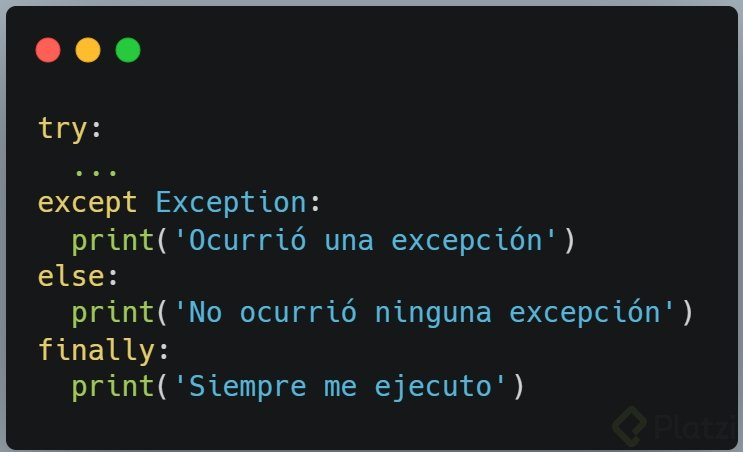 try:
  ...
except Exception:
  print('Ocurrió una excepción')
else:
  print('No ocurrió ninguna excepción')
finally:
  print('Siempre me ejecuto')
Platzi